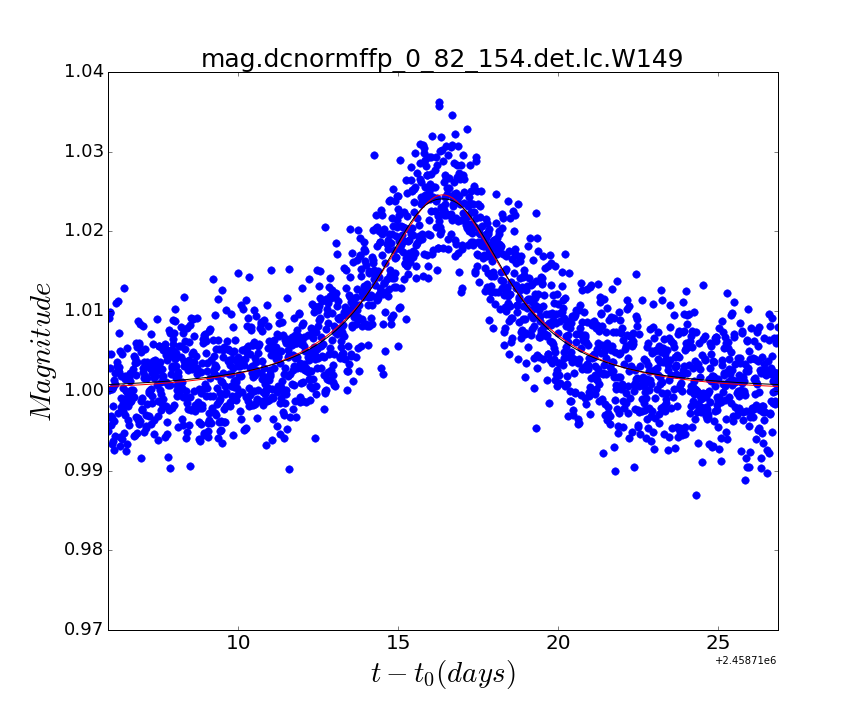 mag.dcnormffp_0_82_154.det.lc.W149
1.04
1.03
1.02
1.01
1.00
0.99
0.98
0.97
Magnitude
10 15 20 25
+2.45871e6
t − t₀(days)